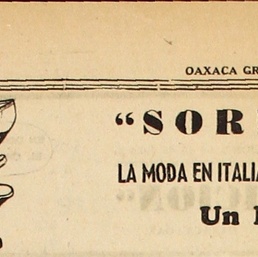 OAXACA GR
"SOR
LA MODA EN ITALIA
Un